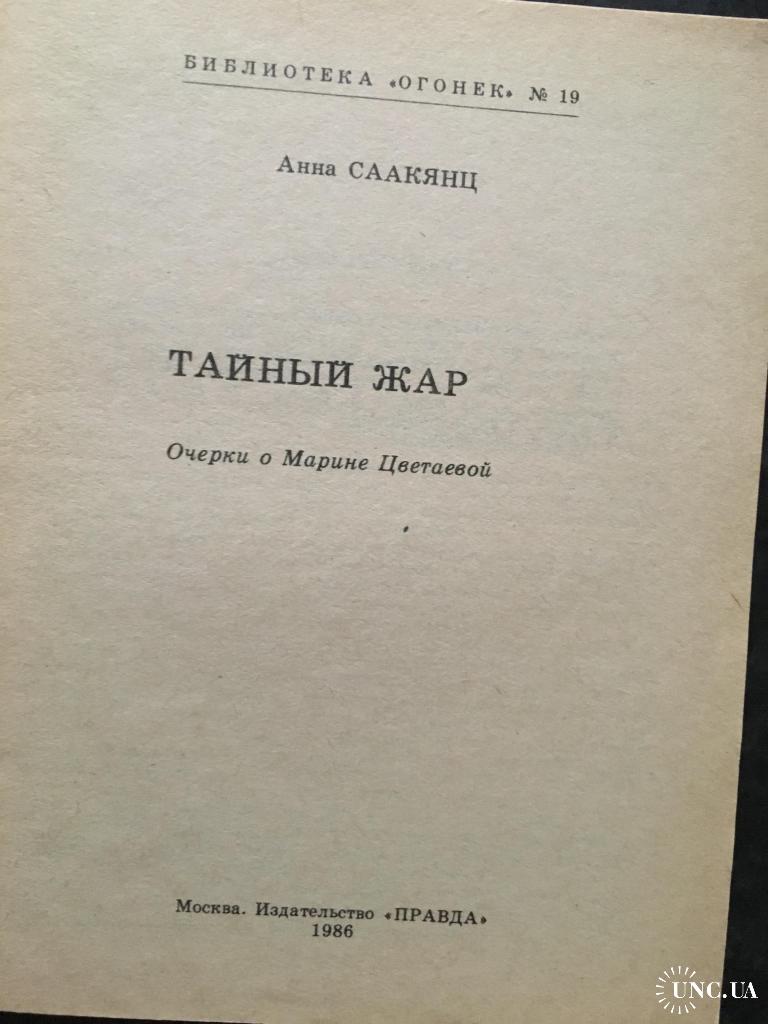 БИБЛИОТЕКА «ОГОНЕК» № 19
Анна СААКЯНЦ
ТАЙНЫЙ ЖАР
Очерки о Марине Цветаевой
Москва. Издательство «ПРАВДА»
1986
UNC.UA